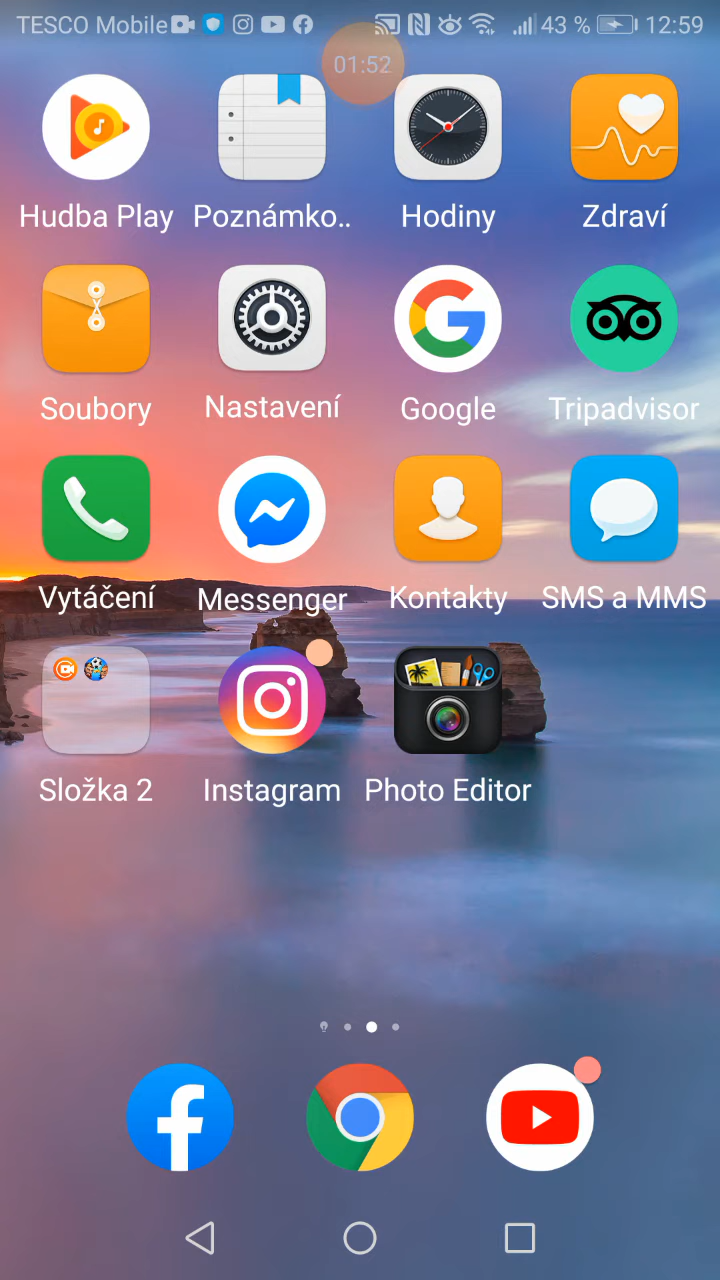 TESCO Mobile 43 % 12:59
01:52
Hudba Play Poznámko.. Hodiny Zdraví
Soubory Nastavení Google Tripadvisor
Vytáčení Messenger Kontakty SMS a MMS
Složka 2 Instagram Photo Editor